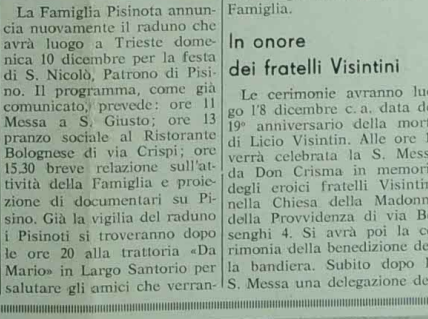 La Famiglia Pisinota annun-
cia nuovamente il raduno che
avrà luogo a Trieste dome-
nica 10 dicembre per la festa
di S. Nicolò, Patrono di Pisi-
no. Il programma, come già
comunicato, prevede: ore 11
Messa a S. Giusto; ore 13
pranzo sociale al Ristorante
Bolognese di via Crispi; ore
15.30 breve relazione sull'at-
tività della Famiglia e proie-
zione di documentari su Pi-
sino. Già la vigilia del raduno
i Pisinoti si troveranno dopo
le ore 20 alla trattoria «Da
Mario» in Largo Santorio per
salutare gli amici che verran-
Famiglia.
In onore
dei fratelli Visintini
Le cerimonie avranno luo-
go l'8 dicembre c. a. data de
19° anniversario della mort
di Licio Visintin. Alle ore
verrà celebrata la S. Mess
da Don Crisma in memori
degli eroici fratelli Visintin
nella Chiesa della Madonn
della Provvidenza di via Be
senghi 4. Si avrà poi la ce
rimonia della benedizione de
la bandiera. Subito dopo l
S. Messa una delegazione de